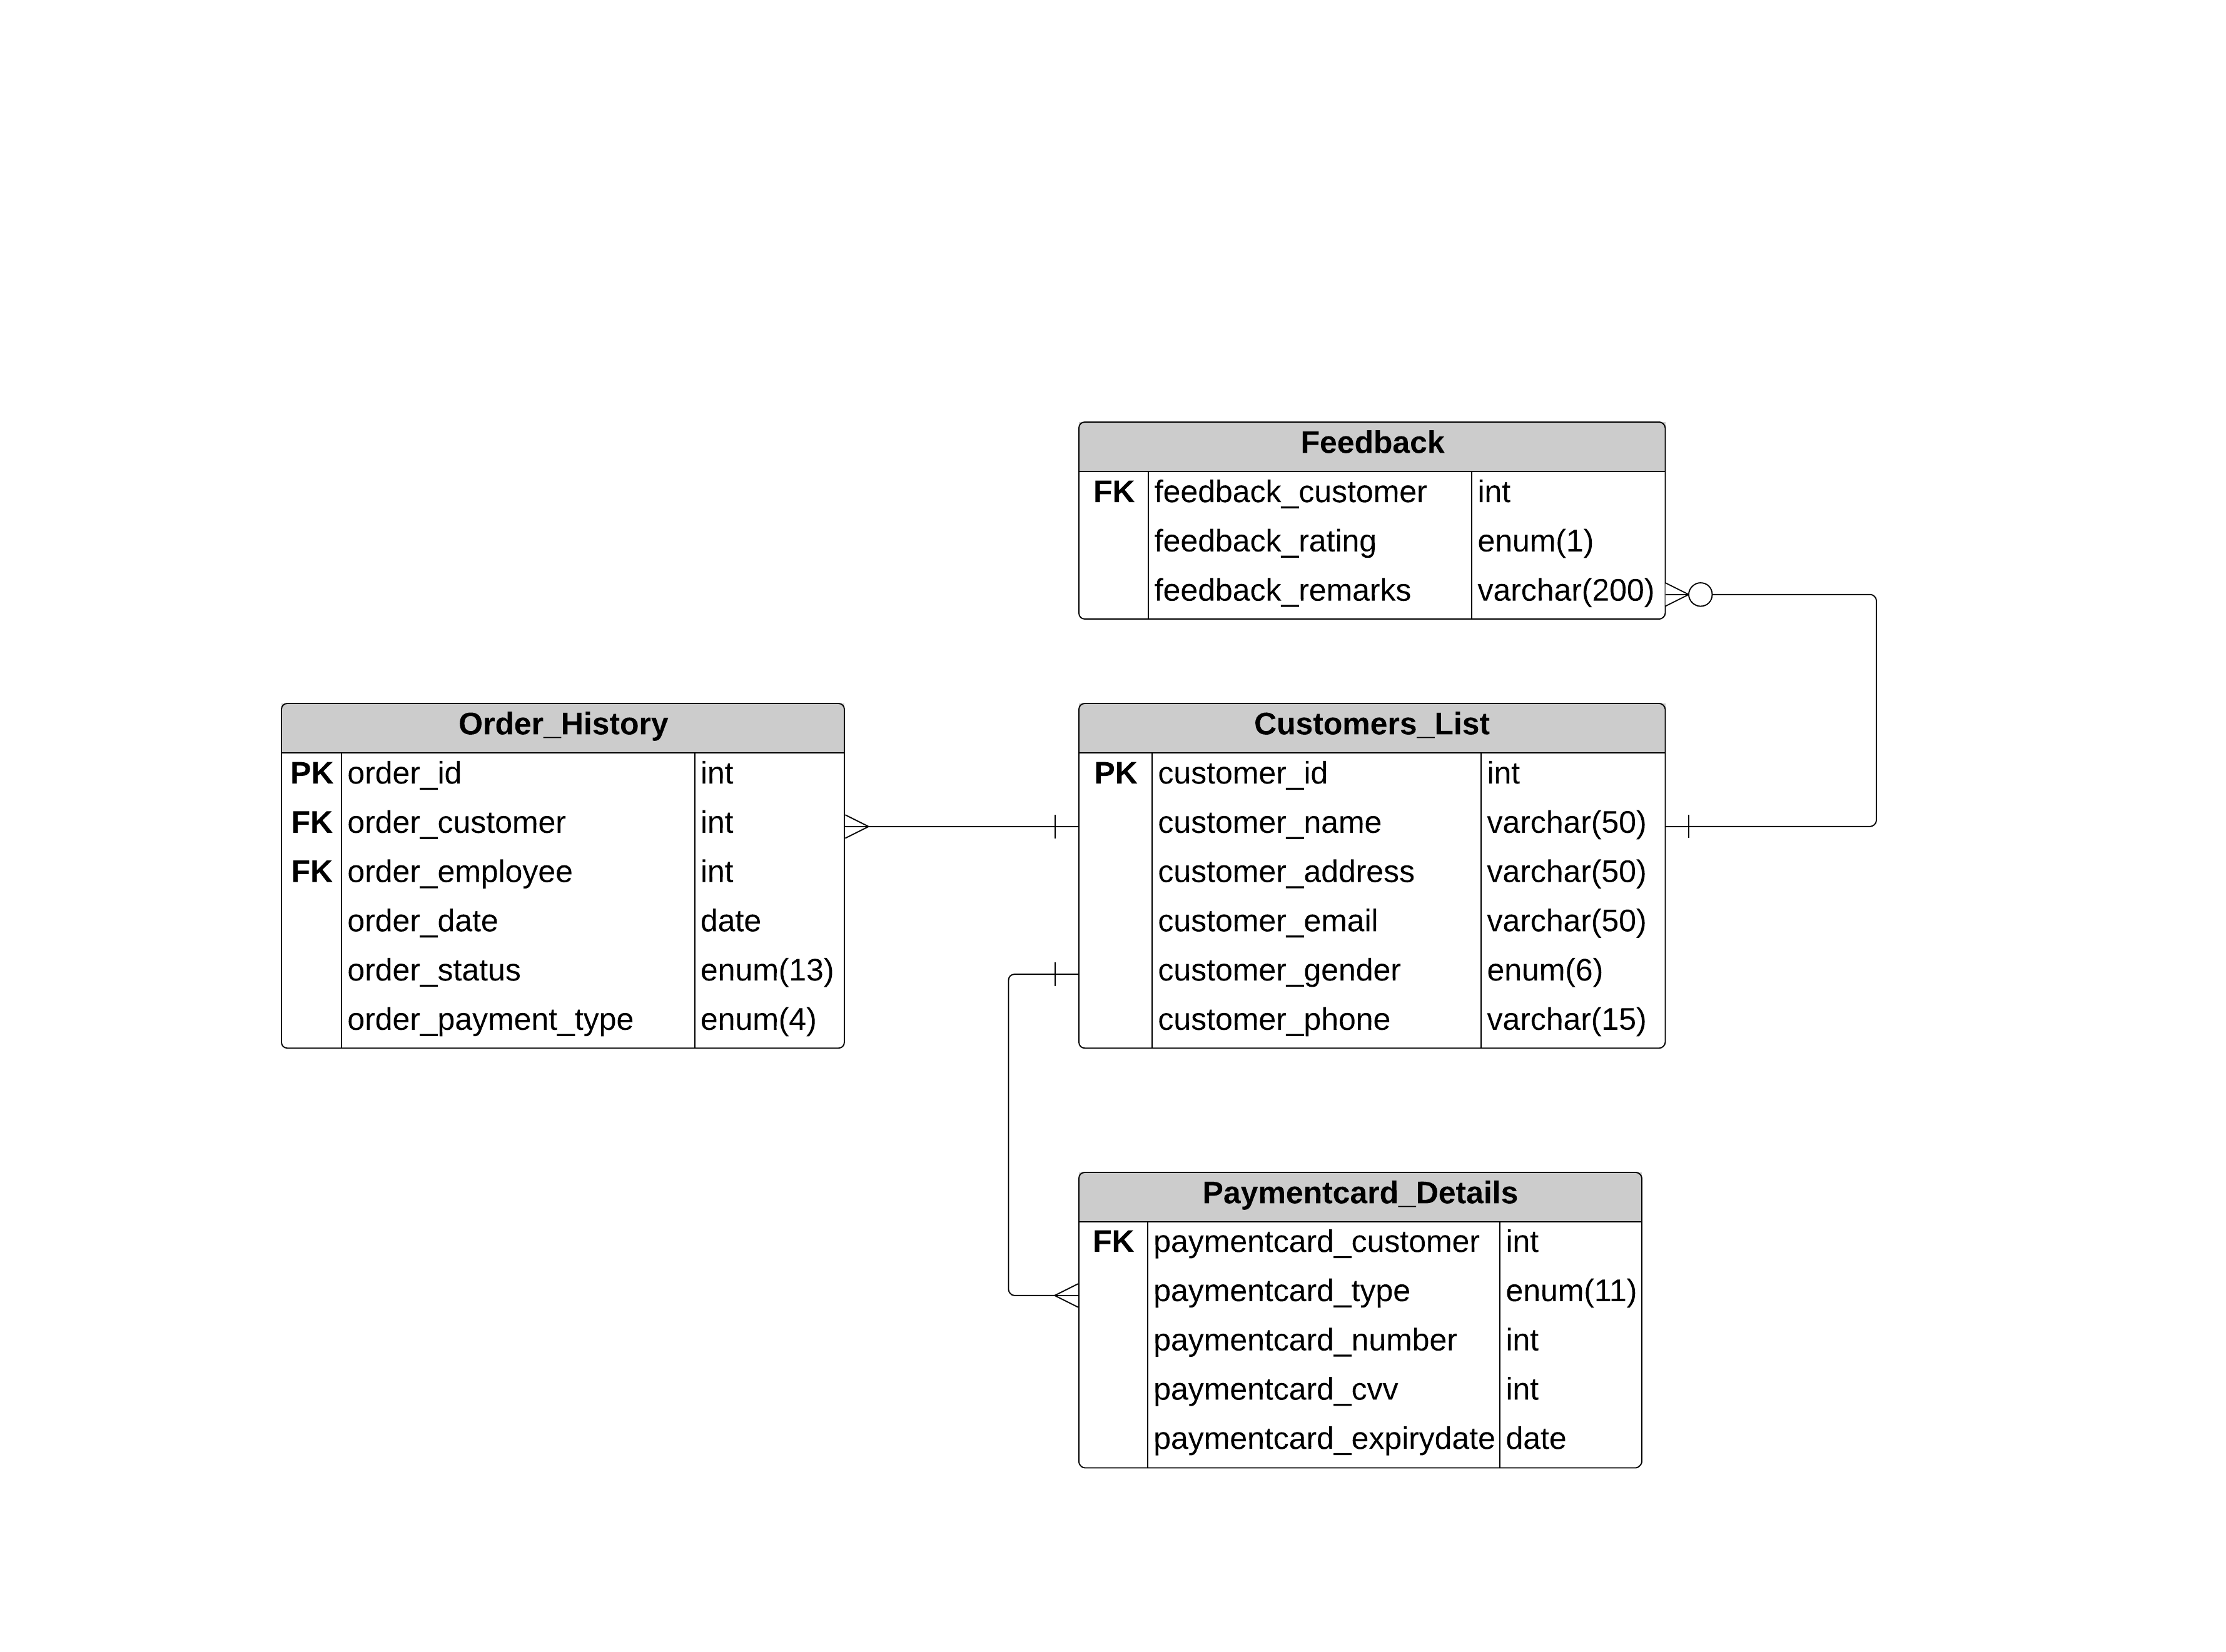 Feedback
FK feedback_customer int
feedback_rating enum(1)
feedback_remarks varchar(200)
Order_History
PK order_id int
FK order_customer int
FK order_employee int
order_date date
order_status enum(13)
order_payment_type enum(4)
Customers_List
PK customer_id int
customer_name varchar(50)
customer_address varchar(50)
customer_email varchar(50)
customer_gender enum(6)
customer_phone varchar(15)
Paymentcard_Details
FK paymentcard_customer int
paymentcard_type enum(11)
paymentcard_number int
paymentcard_cvv int
paymentcard_expirydate date